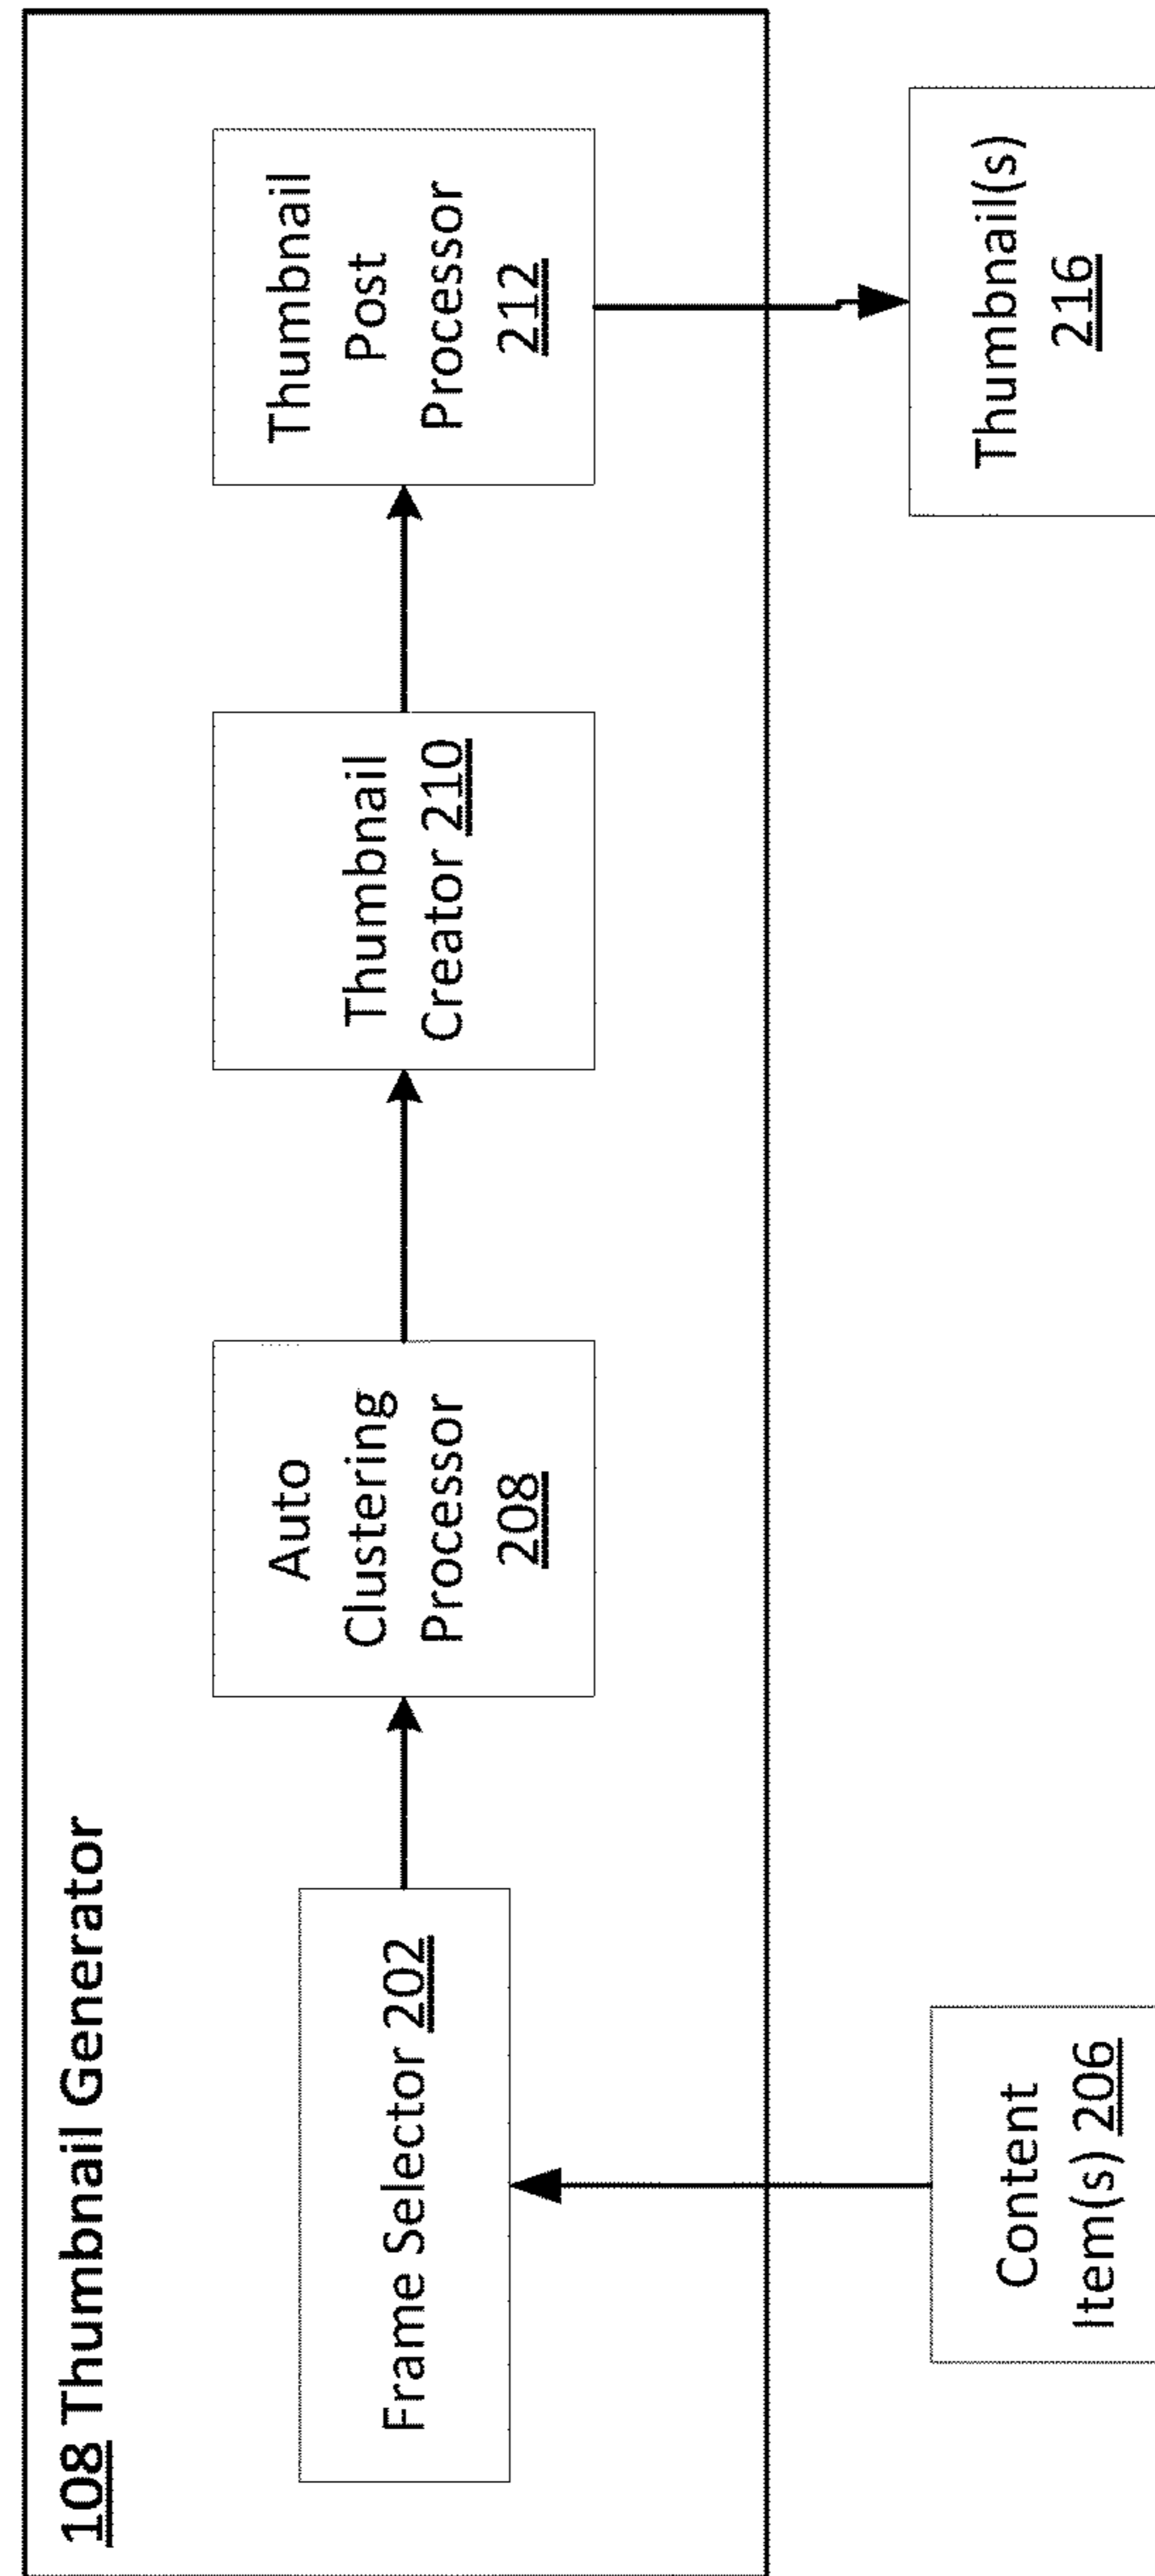 108 Thumbnail Generator
Frame Selector 202
Auto
Clustering
Processor
208
Thumbnail
Creator 210
Thumbnail
Post
Processor
212
Content
Item(s) 206
Thumbnail(s)
216